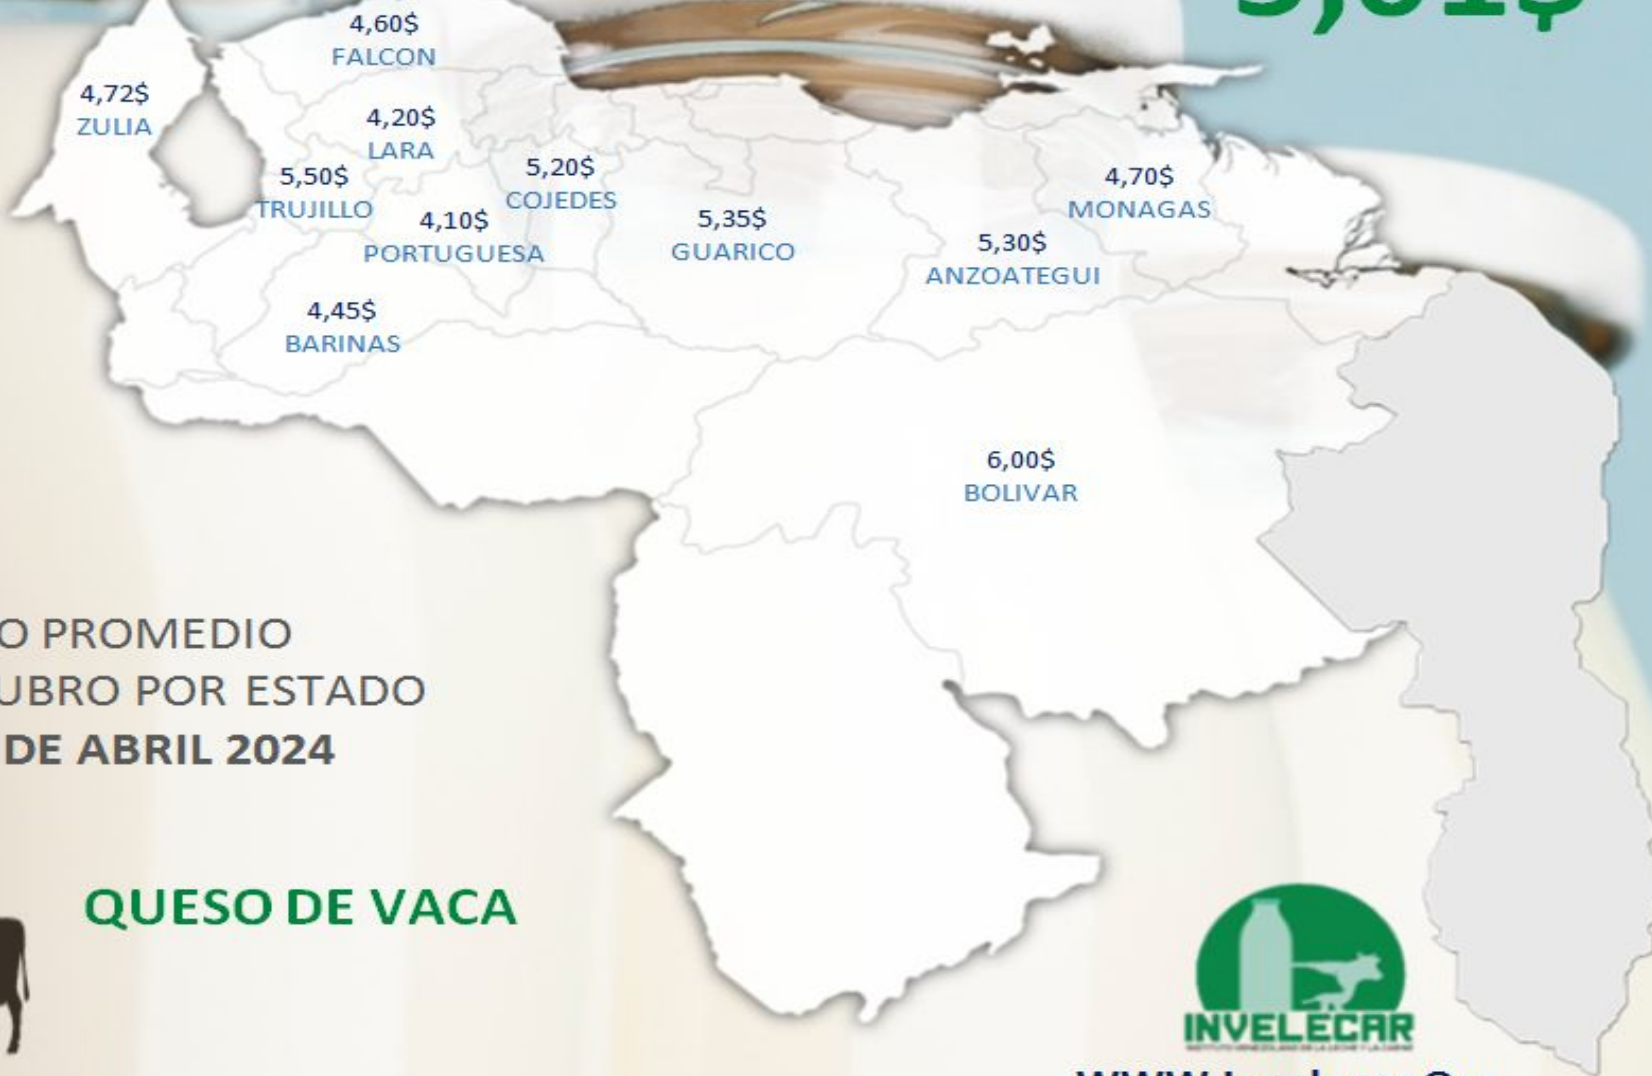 4,60$
FALCON
4,72$
ZULIA
4,20$
LARA
5,50$
TRUJILLO
4,10$
PORTUGUESA
5,20$
COJEDES
5,35$
GUARICO
5,30$
ANZOATEGUI
4,70$
MONAGAS
4,45$
BARINAS
6,00$
BOLIVAR
O PROMEDIO
UBRO POR ESTADO
DE ABRIL 2024
QUESO DE VACA
INVELECAR